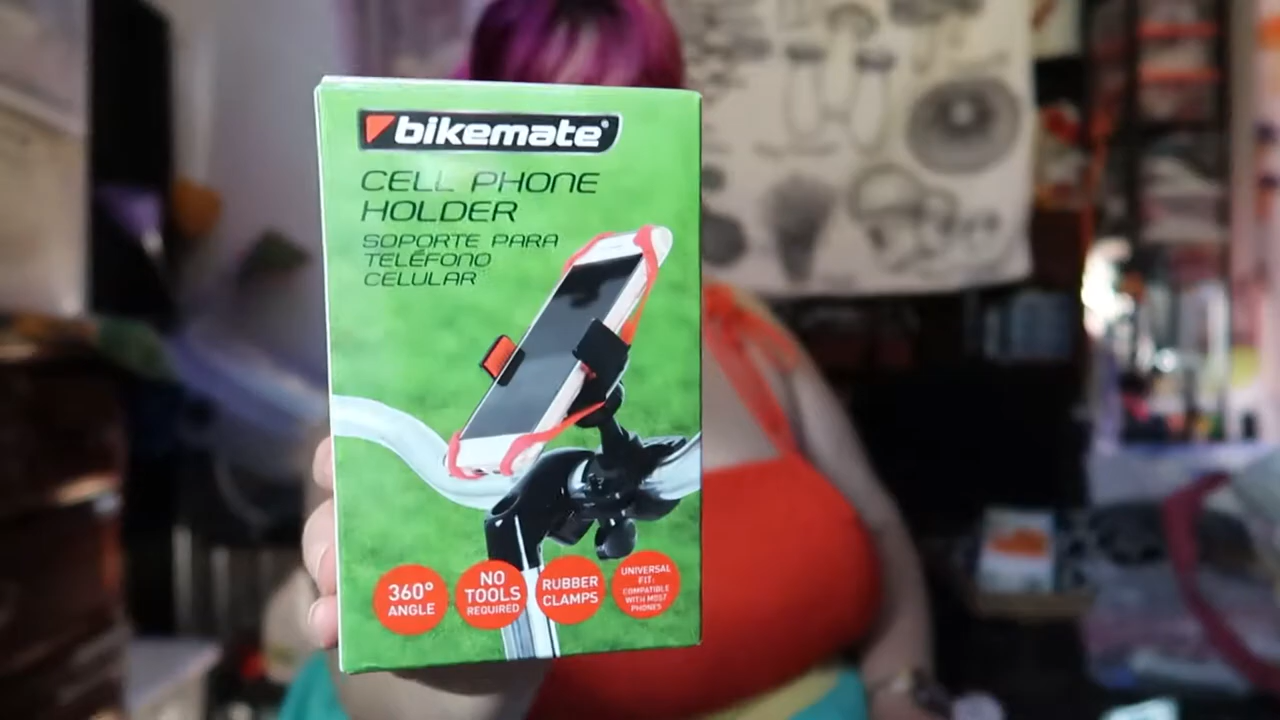 bikemate®
CELL PHONE
HOLDER
SOPORTE PARA
TELÉFONO
CELULAR
360°
ANGLE
NO
TOOLS
REQUIRED
RUBBER
CLAMPS
UNIVERSAL
FIT:
COMPATIBLE
WITH MOST
PHONES